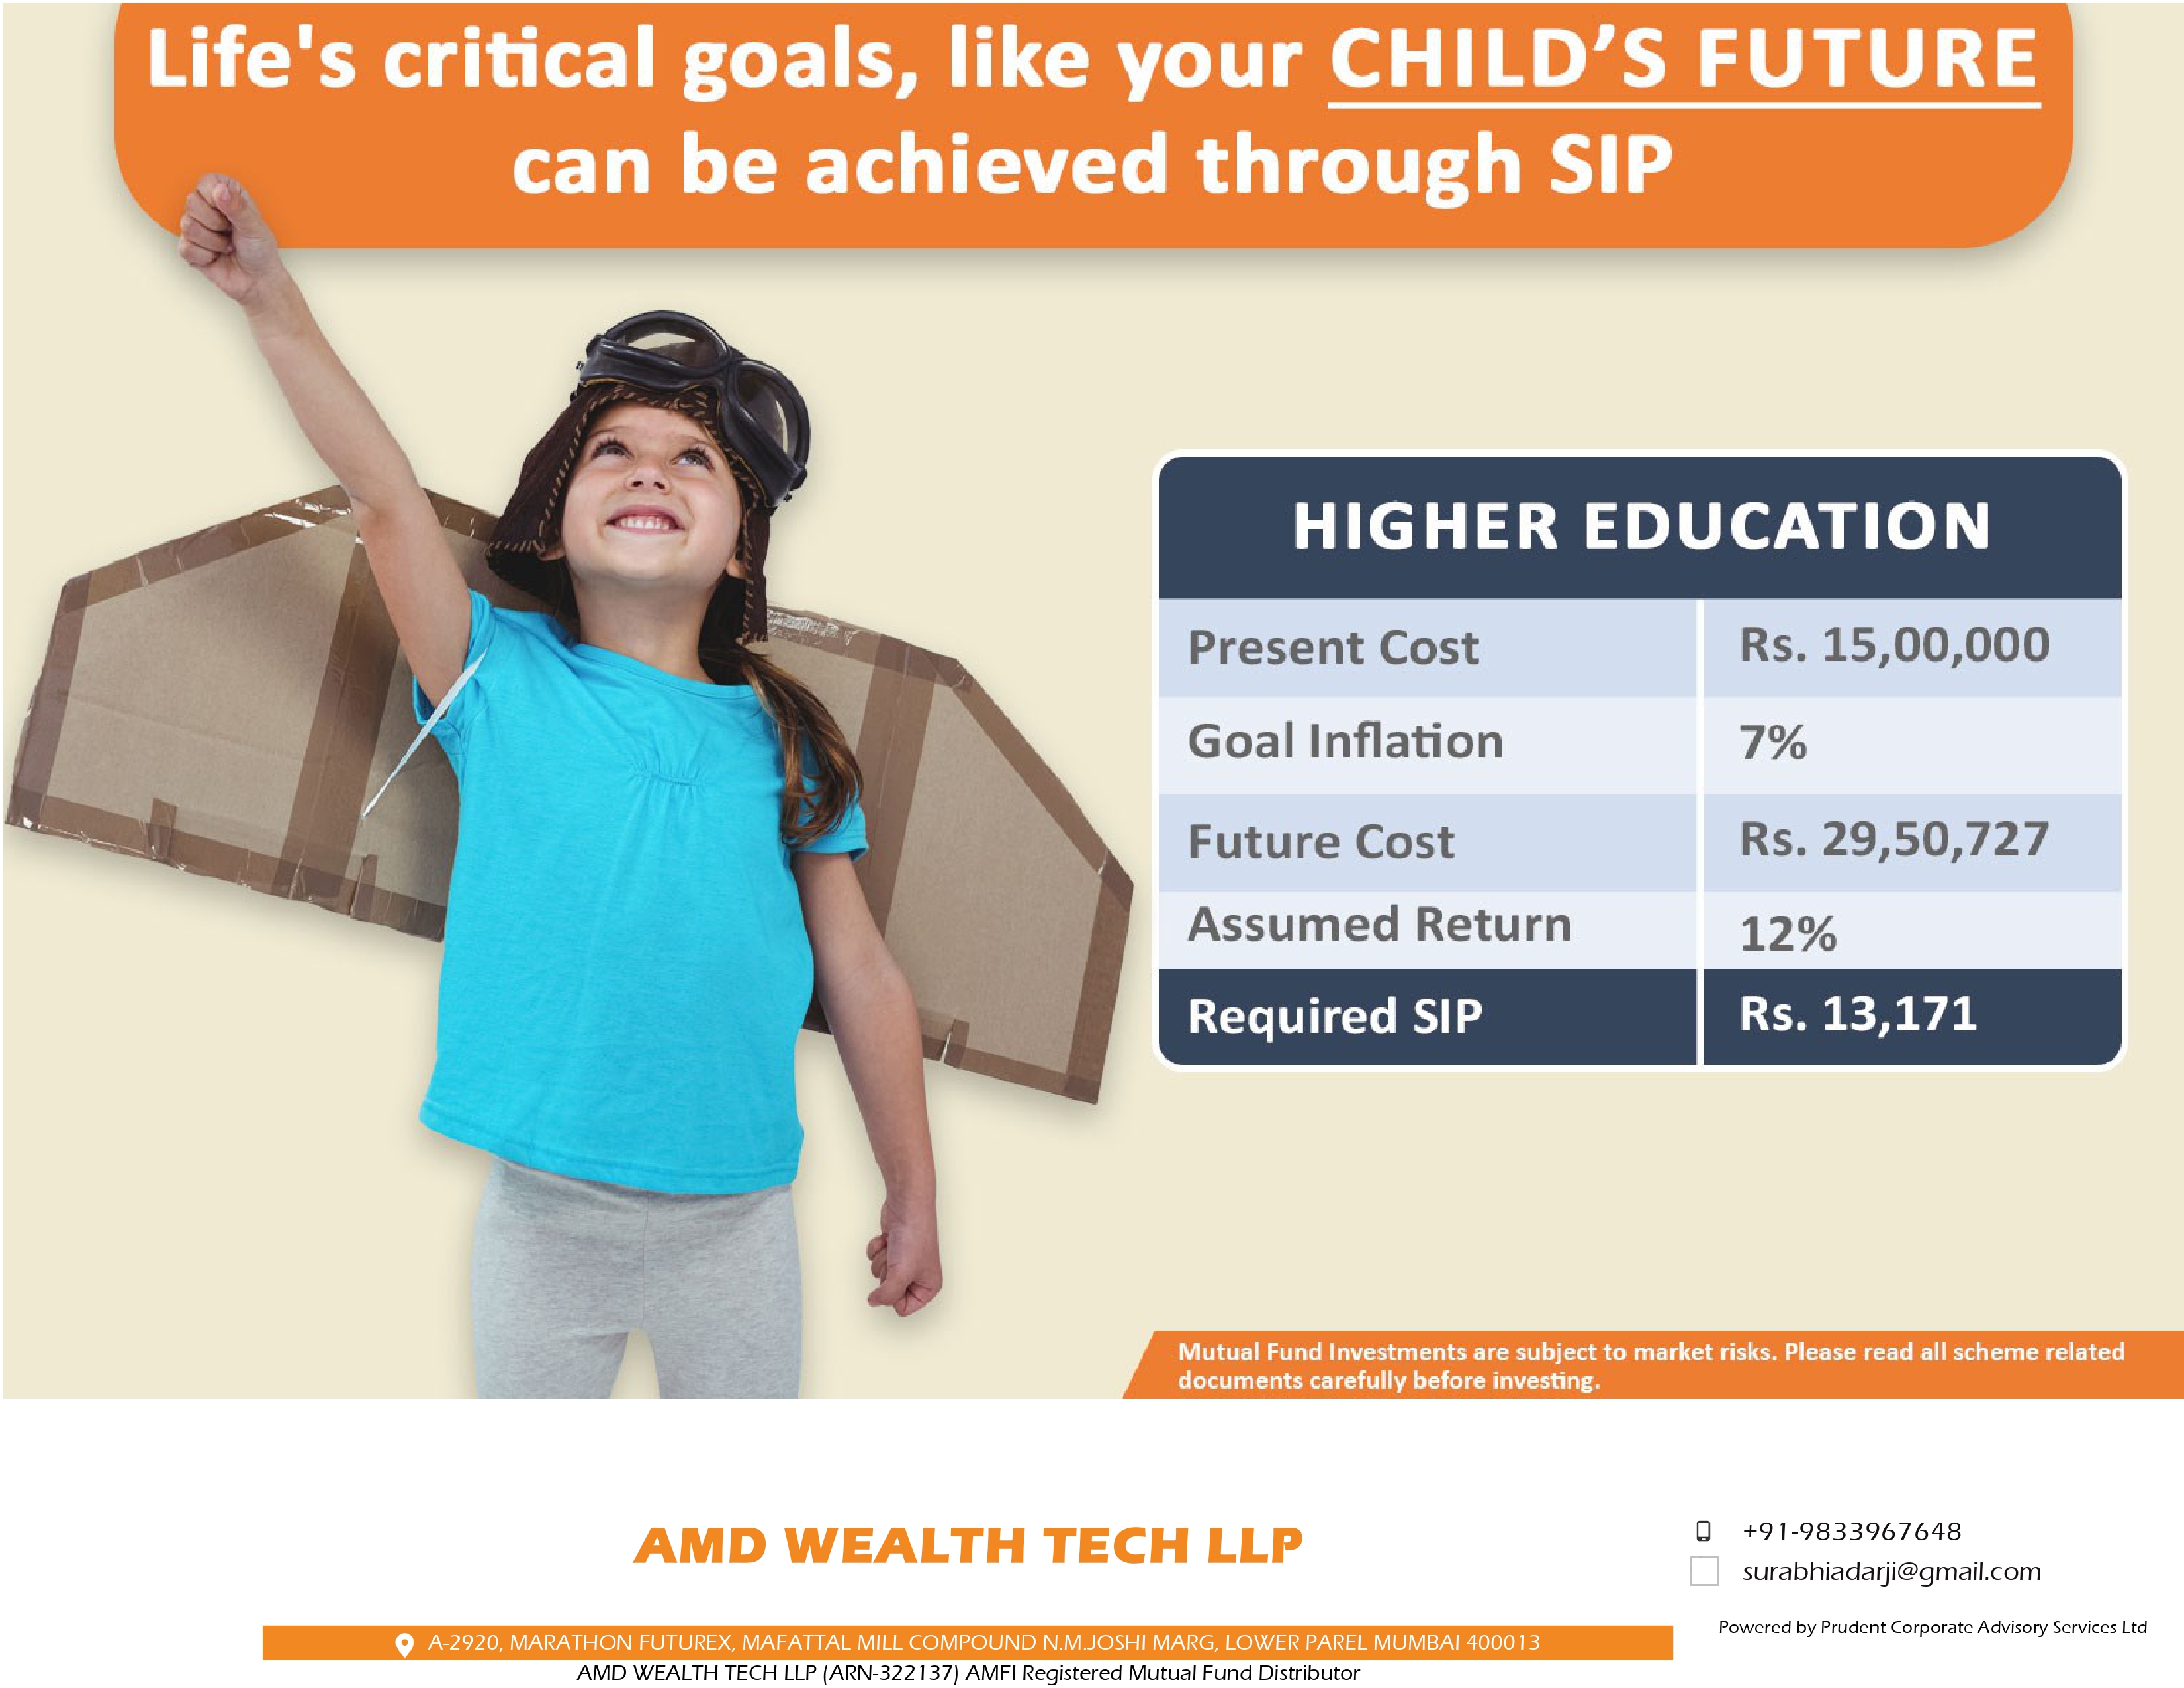 Life's critical goals, like your CHILD’S FUTURE
can be achieved through SIP
HIGHER EDUCATION
Present Cost Rs. 15,00,000
Goal Inflation 7%
Future Cost Rs. 29,50,727
Assumed Return 12%
Required SIP Rs. 13,171
Mutual Fund Investments are subject to market risks. Please read all scheme related
documents carefully before investing.
AMD WEALTH TECH LLP
+91-9833967648
surabhiadarji@gmail.com
Powered by Prudent Corporate Advisory Services Ltd
A-2920, MARATHON FUTUREX, MAFATTAL MILL COMPOUND N.M.JOSHI MARG, LOWER PAREL MUMBAI 400013
AMD WEALTH TECH LLP (ARN-322137) AMFI Registered Mutual Fund Distributor